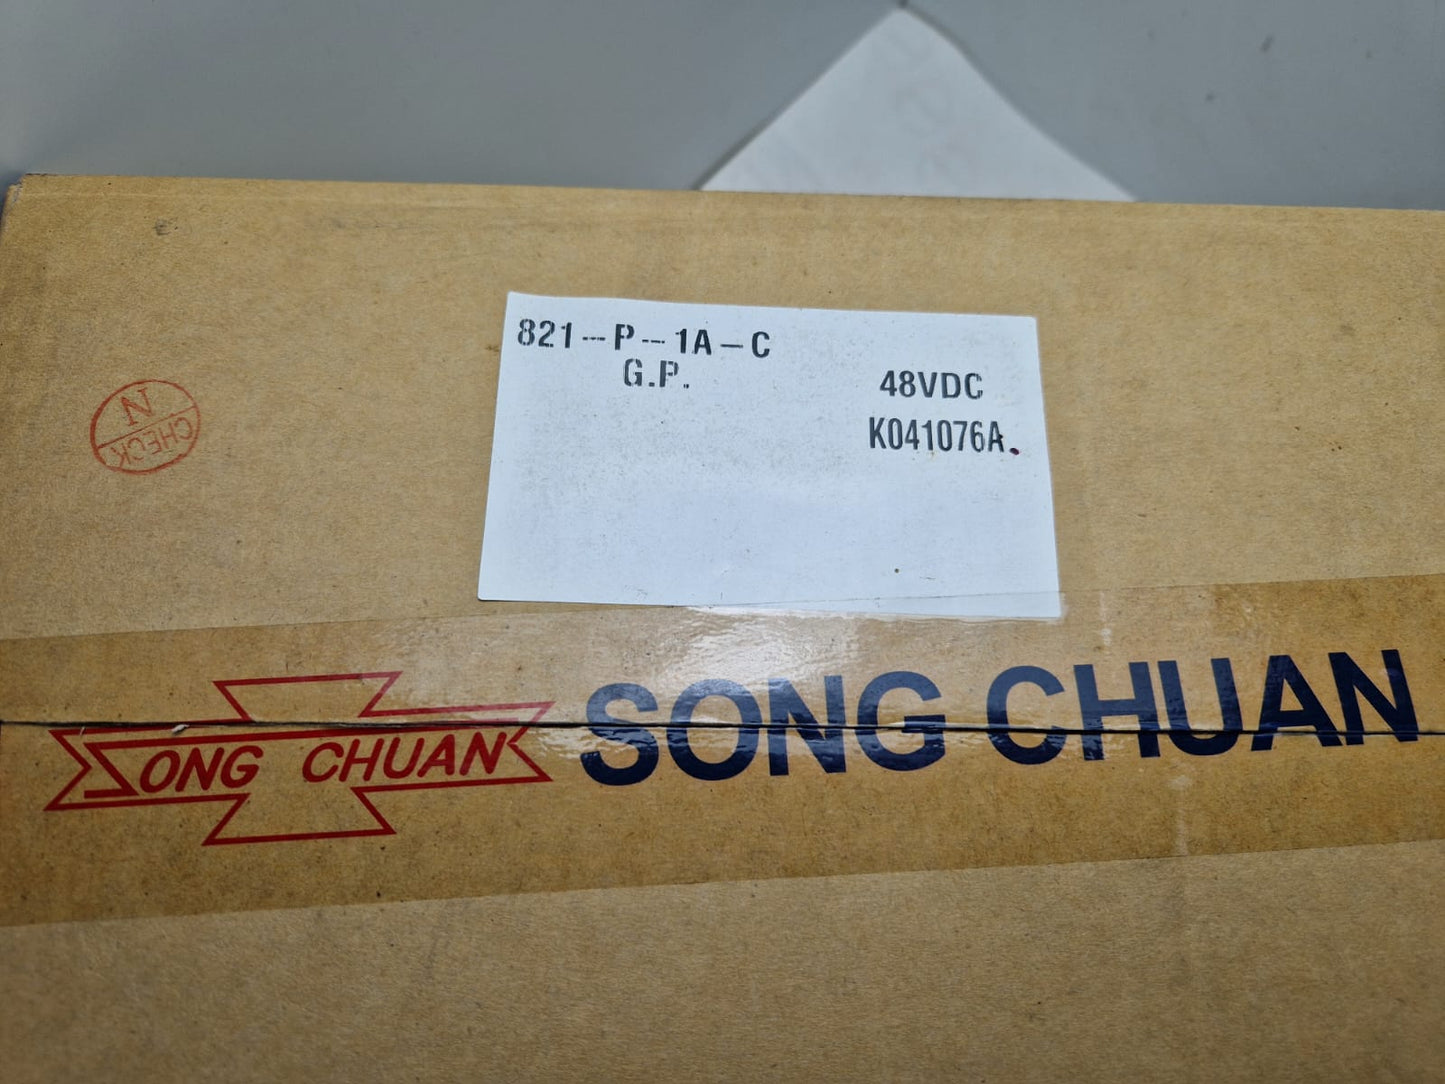 821--P--1A-C
G.P.
48VDC
K041076A.
N
CHECK
SONG CHUAN
SONG CHUAN